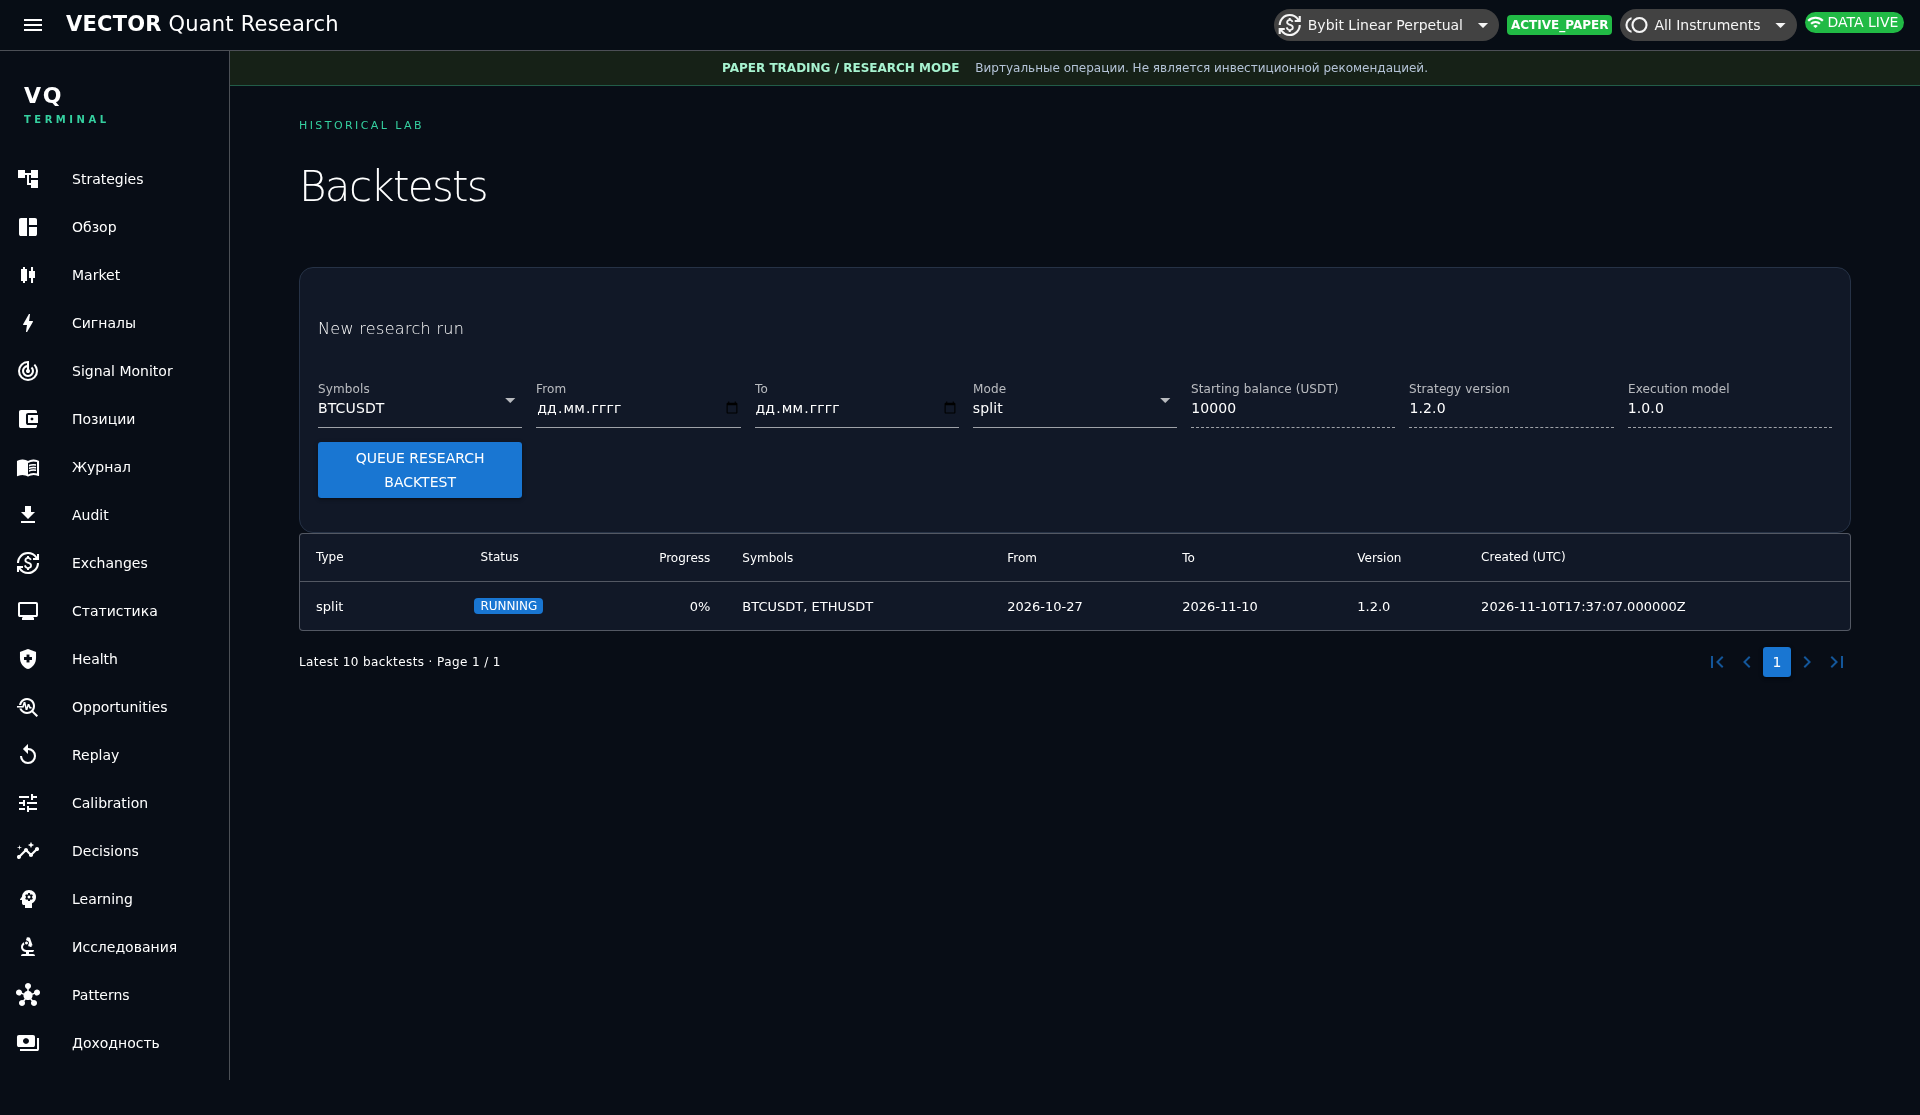 VECTOR Quant Research
Bybit Linear Perpetual
ACTIVE_PAPER
All Instruments
DATA LIVE
PAPER TRADING / RESEARCH MODE Виртуальные операции. Не является инвестиционной рекомендацией.
VQ
TERMINAL
Strategies
Обзор
Market
Сигналы
Signal Monitor
Позиции
Журнал
Audit
Exchanges
Статистика
Health
Opportunities
Replay
Calibration
Decisions
Learning
Исследования
Patterns
Доходность
HISTORICAL LAB
Backtests
New research run
Symbols
BTCUSDT
From
дд.мм.гггг
To
дд.мм.гггг
Mode
split
Starting balance (USDT)
10000
Strategy version
1.2.0
Execution model
1.0.0
QUEUE RESEARCH
BACKTEST
Type Status Progress Symbols From To Version Created (UTC)
split RUNNING 0% BTCUSDT, ETHUSDT 2026-10-27 2026-11-10 1.2.0 2026-11-10T17:37:07.000000Z
Latest 10 backtests · Page 1 / 1
1